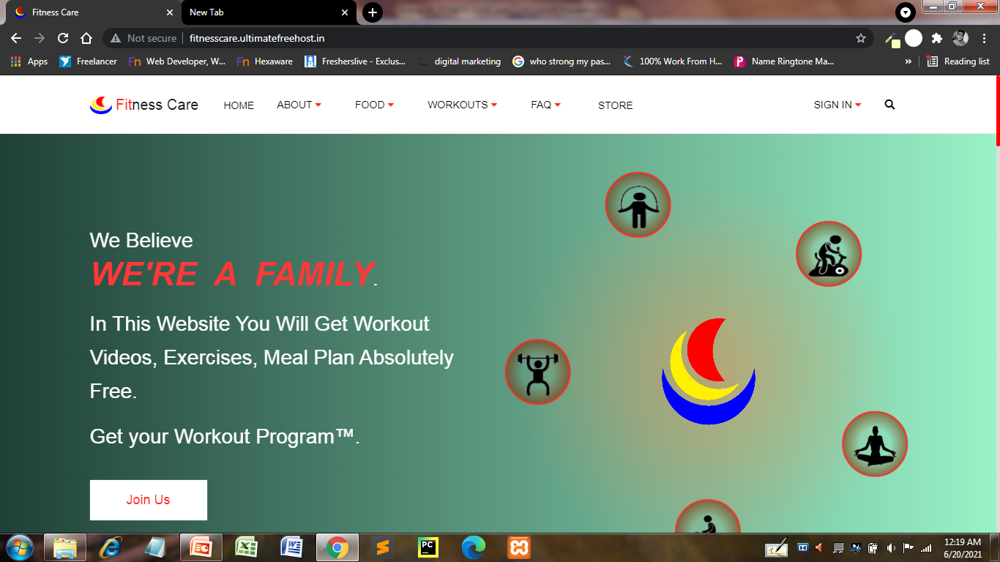 Fitness Care
New Tab
Not secure
fitnesscare.ultimatefreehost.in
Apps
Freelancer
Fn Web Developer, W...
Fn Hexaware
Fresherslive - Exclus...
digital marketing
who strong my pas...
100% Work From H...
Name Ringtone Ma...
»
Reading list
Fitness Care
HOME
ABOUT
FOOD
WORKOUTS
FAQ
STORE
SIGN IN
We Believe
WE'RE A FAMILY.
In This Website You Will Get Workout
Videos, Exercises, Meal Plan Absolutely
Free.
Get your Workout Program™.
Join Us
PC
12:19 AM
6/20/2021